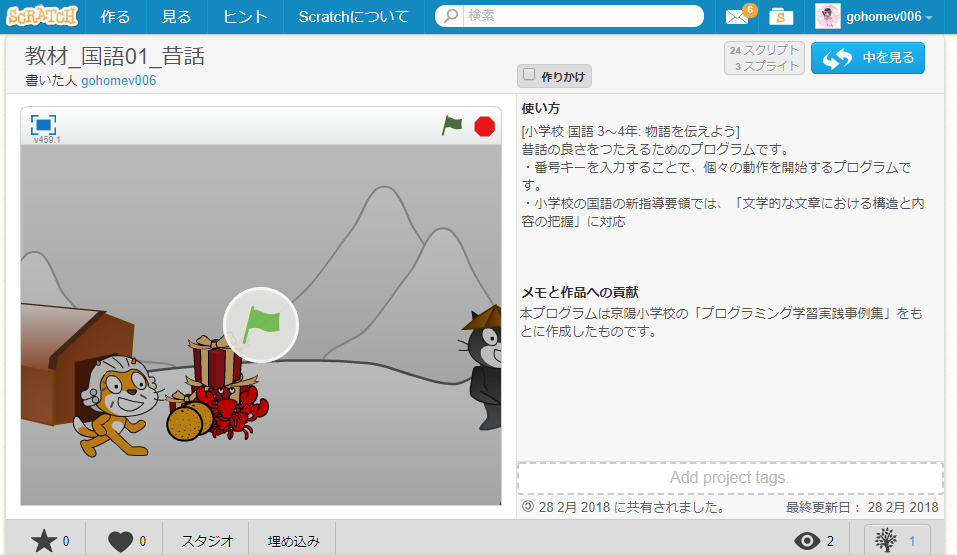 SCRATCH 作る 見る ヒント Scratchについて 検索 6 S gohomev006
教材_国語01_昔話
書いた人 gohomev006
作りかけ
24 スクリプト
3 スプライト
中を見る
v459.1
使い方
[小学校 国語 3～4年: 物語を伝えよう]
昔話の良さをつたえるためのプログラムです。
・番号キーを入力することで、個々の動作を開始するプログラムで
す。
・小学校の国語の新指導要領では、「文学的な文章における構造と内
容の把握」に対応
メモと作品への貢献
本プログラムは京陽小学校の「プログラミング学習実践事例集」をも
とに作成したものです。
Add project tags.
28 2月 2018 に共有されました。 最終更新日： 28 2月 2018
0 0 スタジオ 埋め込み 2 1